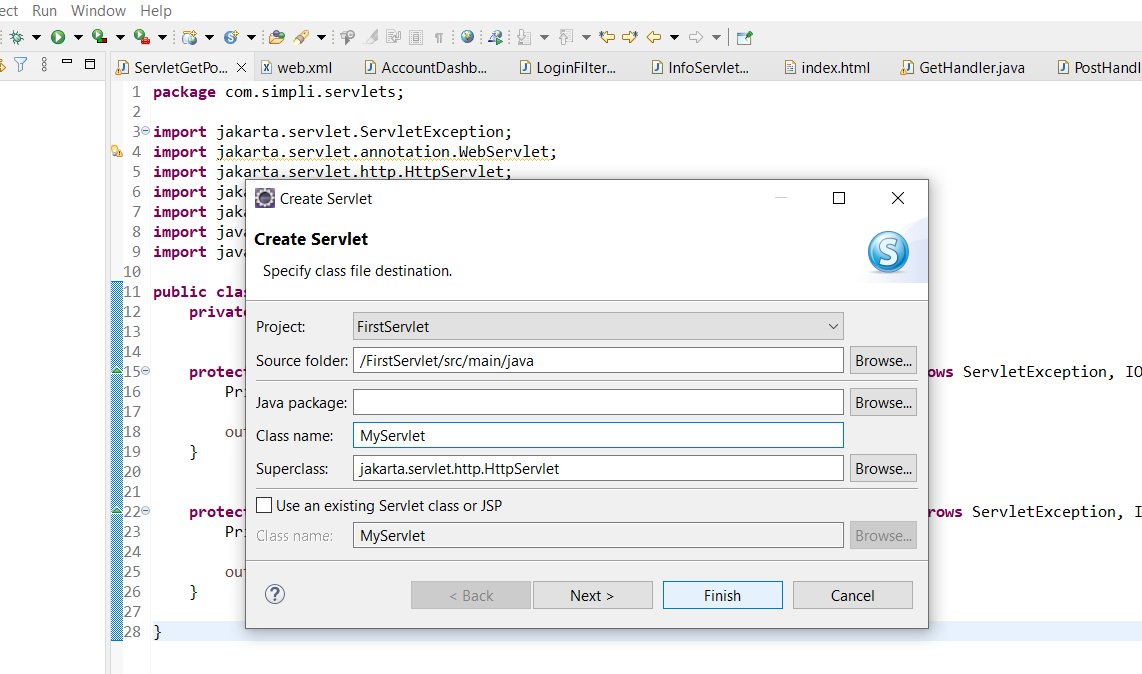 ect Run Window Help
ServletGetPo... web.xml AccountDashb... LoginFilter... InfoServlet... index.html GetHandler.java PostHandl
1 package com.simpli.servlets;
2
3 import jakarta.servlet.ServletException;
4 import jakarta.servlet.annotation.WebServlet;
5 import jakarta.servlet.http.HttpServlet;
6 import jaka
7 import jaka
8 import java
9 import java
10
11 public clas
12 private
13
14
15 protect ows ServletException, IO
16 Pri
17
18 out
19 }
20
21
22 protect rows ServletException, I
23 Pri
24
25 out
26 }
27
28 }
Create Servlet
Create Servlet
Specify class file destination.
S
Project: FirstServlet
Source folder: /FirstServlet/src/main/java Browse...
Java package: Browse...
Class name: MyServlet
Superclass: jakarta.servlet.http.HttpServlet Browse...
Use an existing Servlet class or JSP
Class name: MyServlet Browse...
? < Back Next > Finish Cancel